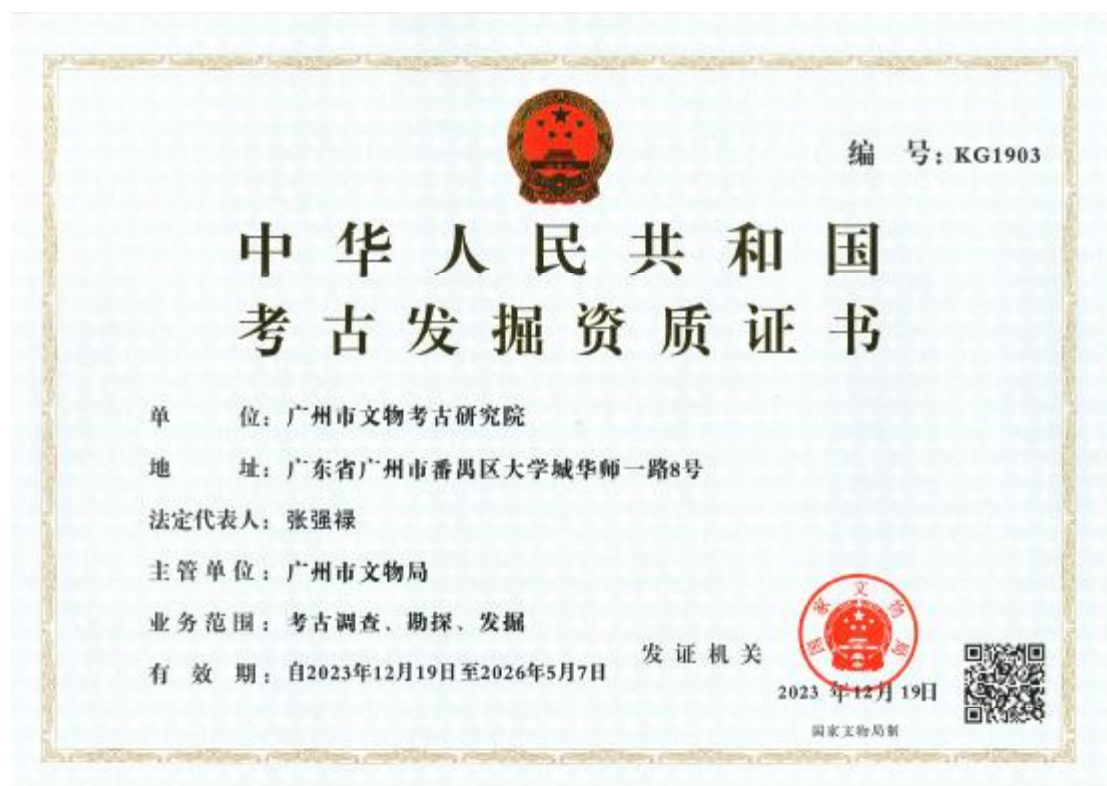 编 号：KG1903
中华人民共和国
考古发掘资质证书
单 位：广州市文物考古研究院
地 址：广东省广州市番禺区大学城华师一路8号
法定代表人：张强禄
主管单位：广州市文物局
业务范围：考古调查、勘探、发掘
有 效 期：自2023年12月19日至2026年5月7日
发证机关
国家文物局
2023 年 12月 19日
国家文物局制